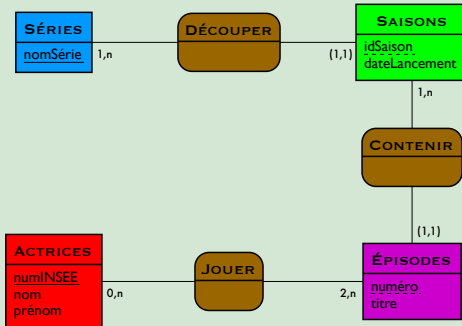 SÉRIES
nomSérie
1,n
DÉCOUPER
(1,1)
SAISONS
idSaison
dateLancement
1,n
CONTENIR
(1,1)
ACTRICES
numINSEE
nom
prénom
0,n
JOUER
2,n
ÉPISODES
numéro
titre